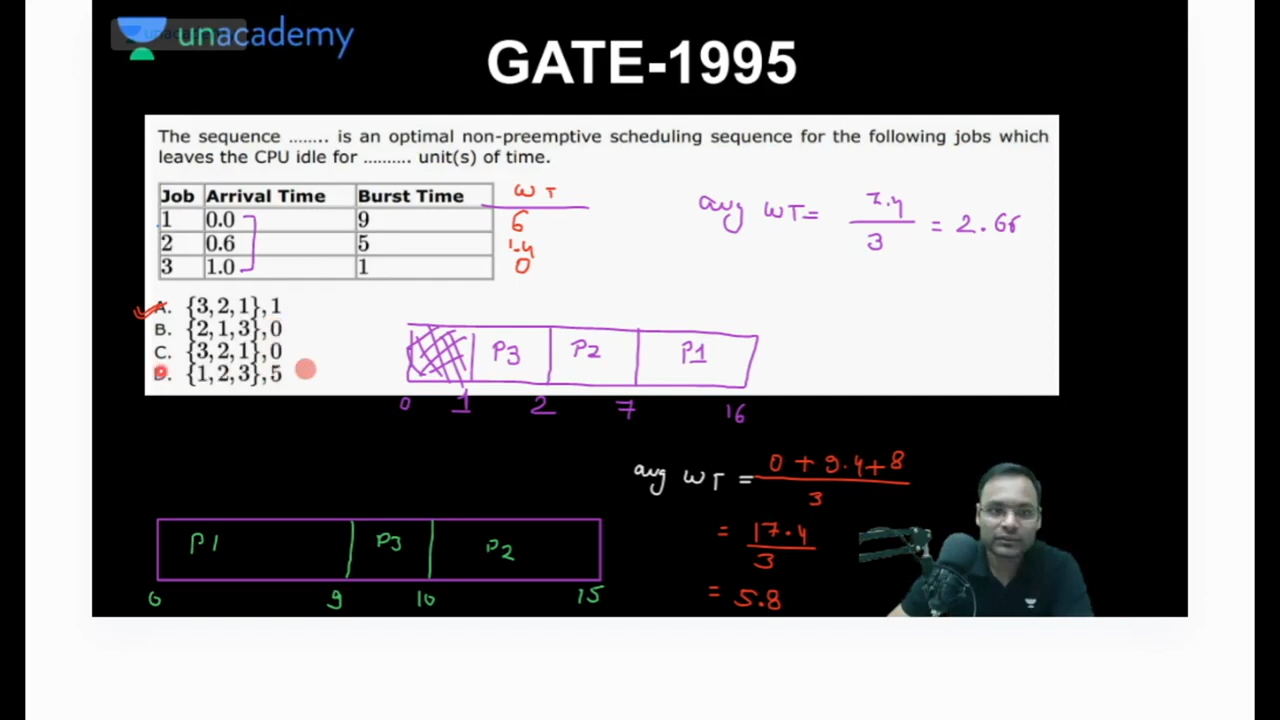 unacademy
GATE-1995
The sequence ........ is an optimal non-preemptive scheduling sequence for the following jobs which
leaves the CPU idle for .......... unit(s) of time.
Job Arrival Time Burst Time WT
1 0.0 9 6
2 0.6 5 1.4
3 1.0 1 0
avg WT = 7.4 / 3 = 2.66
A. {3, 2, 1}, 1
B. {2, 1, 3}, 0
C. {3, 2, 1}, 0
D. {1, 2, 3}, 5
P3 P2 P1
0 1 2 7 16
avg WT = 0 + 9.4 + 8
3
= 17.4
3
= 5.8
P1 P3 P2
0 9 10 15